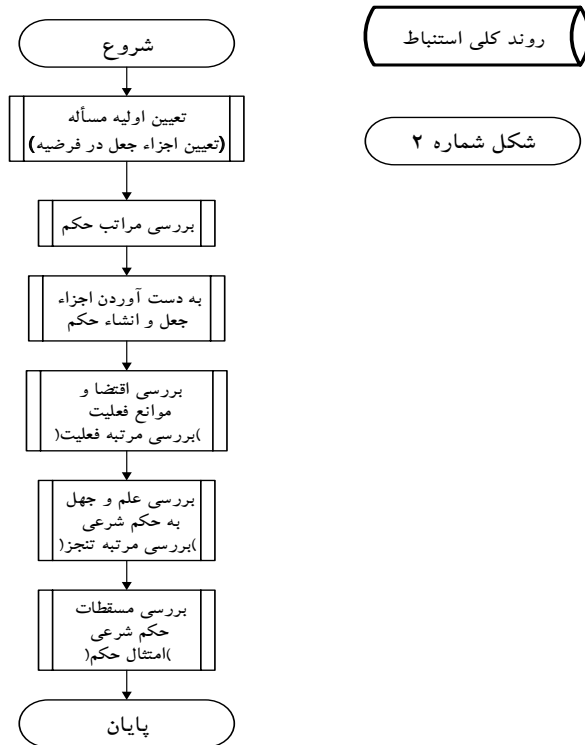 روند کلی استنباط
شکل شماره ۲
شروع
تعیین اولیه مسأله
(تعیین اجزاء جعل در فرضیه)
بررسی مراتب حکم
به دست آوردن اجزاء
جعل و انشاء حکم
بررسی اقتضا و
موانع فعلیت
)بررسی مرتبه فعلیت(
بررسی علم و جهل
به حکم شرعی
)بررسی مرتبه تنجز(
بررسی مسقطات
حکم شرعی
)امتثال حکم(
پایان